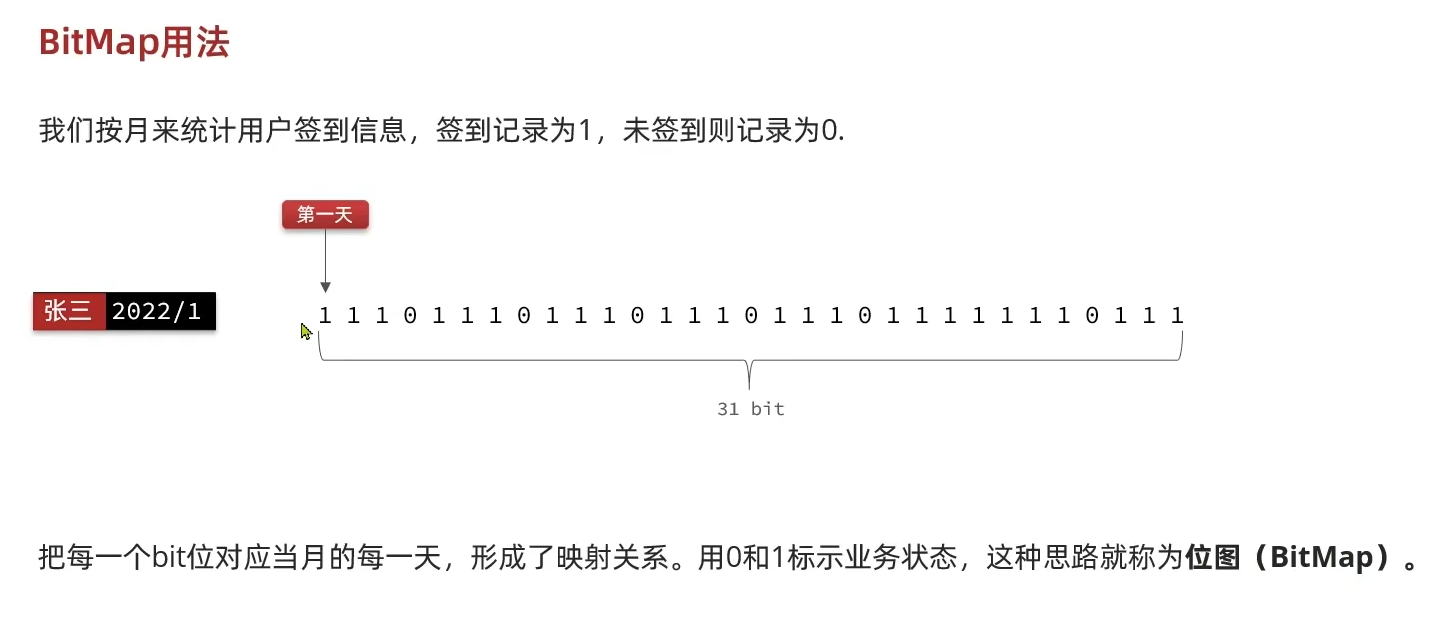 BitMap用法
我们按月来统计用户签到信息，签到记录为1，未签到则记录为0.
第一天
张三 2022/1 1 1 1 0 1 1 1 0 1 1 1 0 1 1 1 0 1 1 1 0 1 1 1 1 1 1 1 0 1 1 1
31 bit
把每一个bit位对应当月的每一天，形成了映射关系。用0和1标示业务状态，这种思路就称为位图（BitMap）。